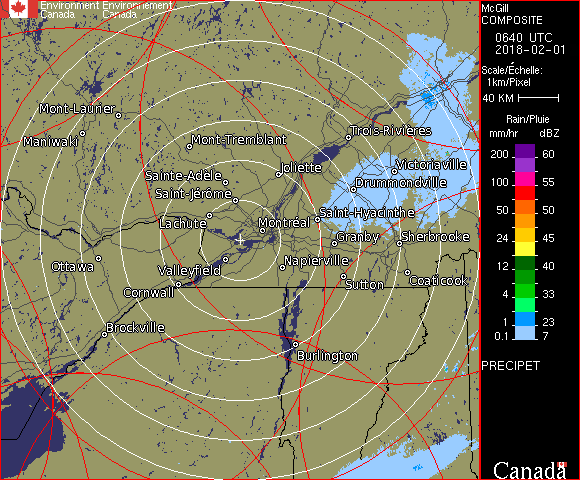 Environment Environnement
Canada Canada
Mont-Laurier
Maniwaki
Mont-Tremblant
Trois-Rivières
Joliette
Victoriaville
Sainte-Adèle
Drummondville
Saint-Jérôme
Saint-Hyacinthe
Lachute
Montréal
Granby
Sherbrooke
Ottawa
Valleyfield
Napierville
Cornwall
Sutton
Coaticook
Brockville
Burlington
McGill
COMPOSITE
0640 UTC
2018-02-01
Scale/Échelle:
1km/Pixel
40 KM
Rain/Pluie
mm/hr dBZ
200 60
100 55
50 50
24 45
12 40
4 33
1 23
0.1 7
PRECIPET
Canada